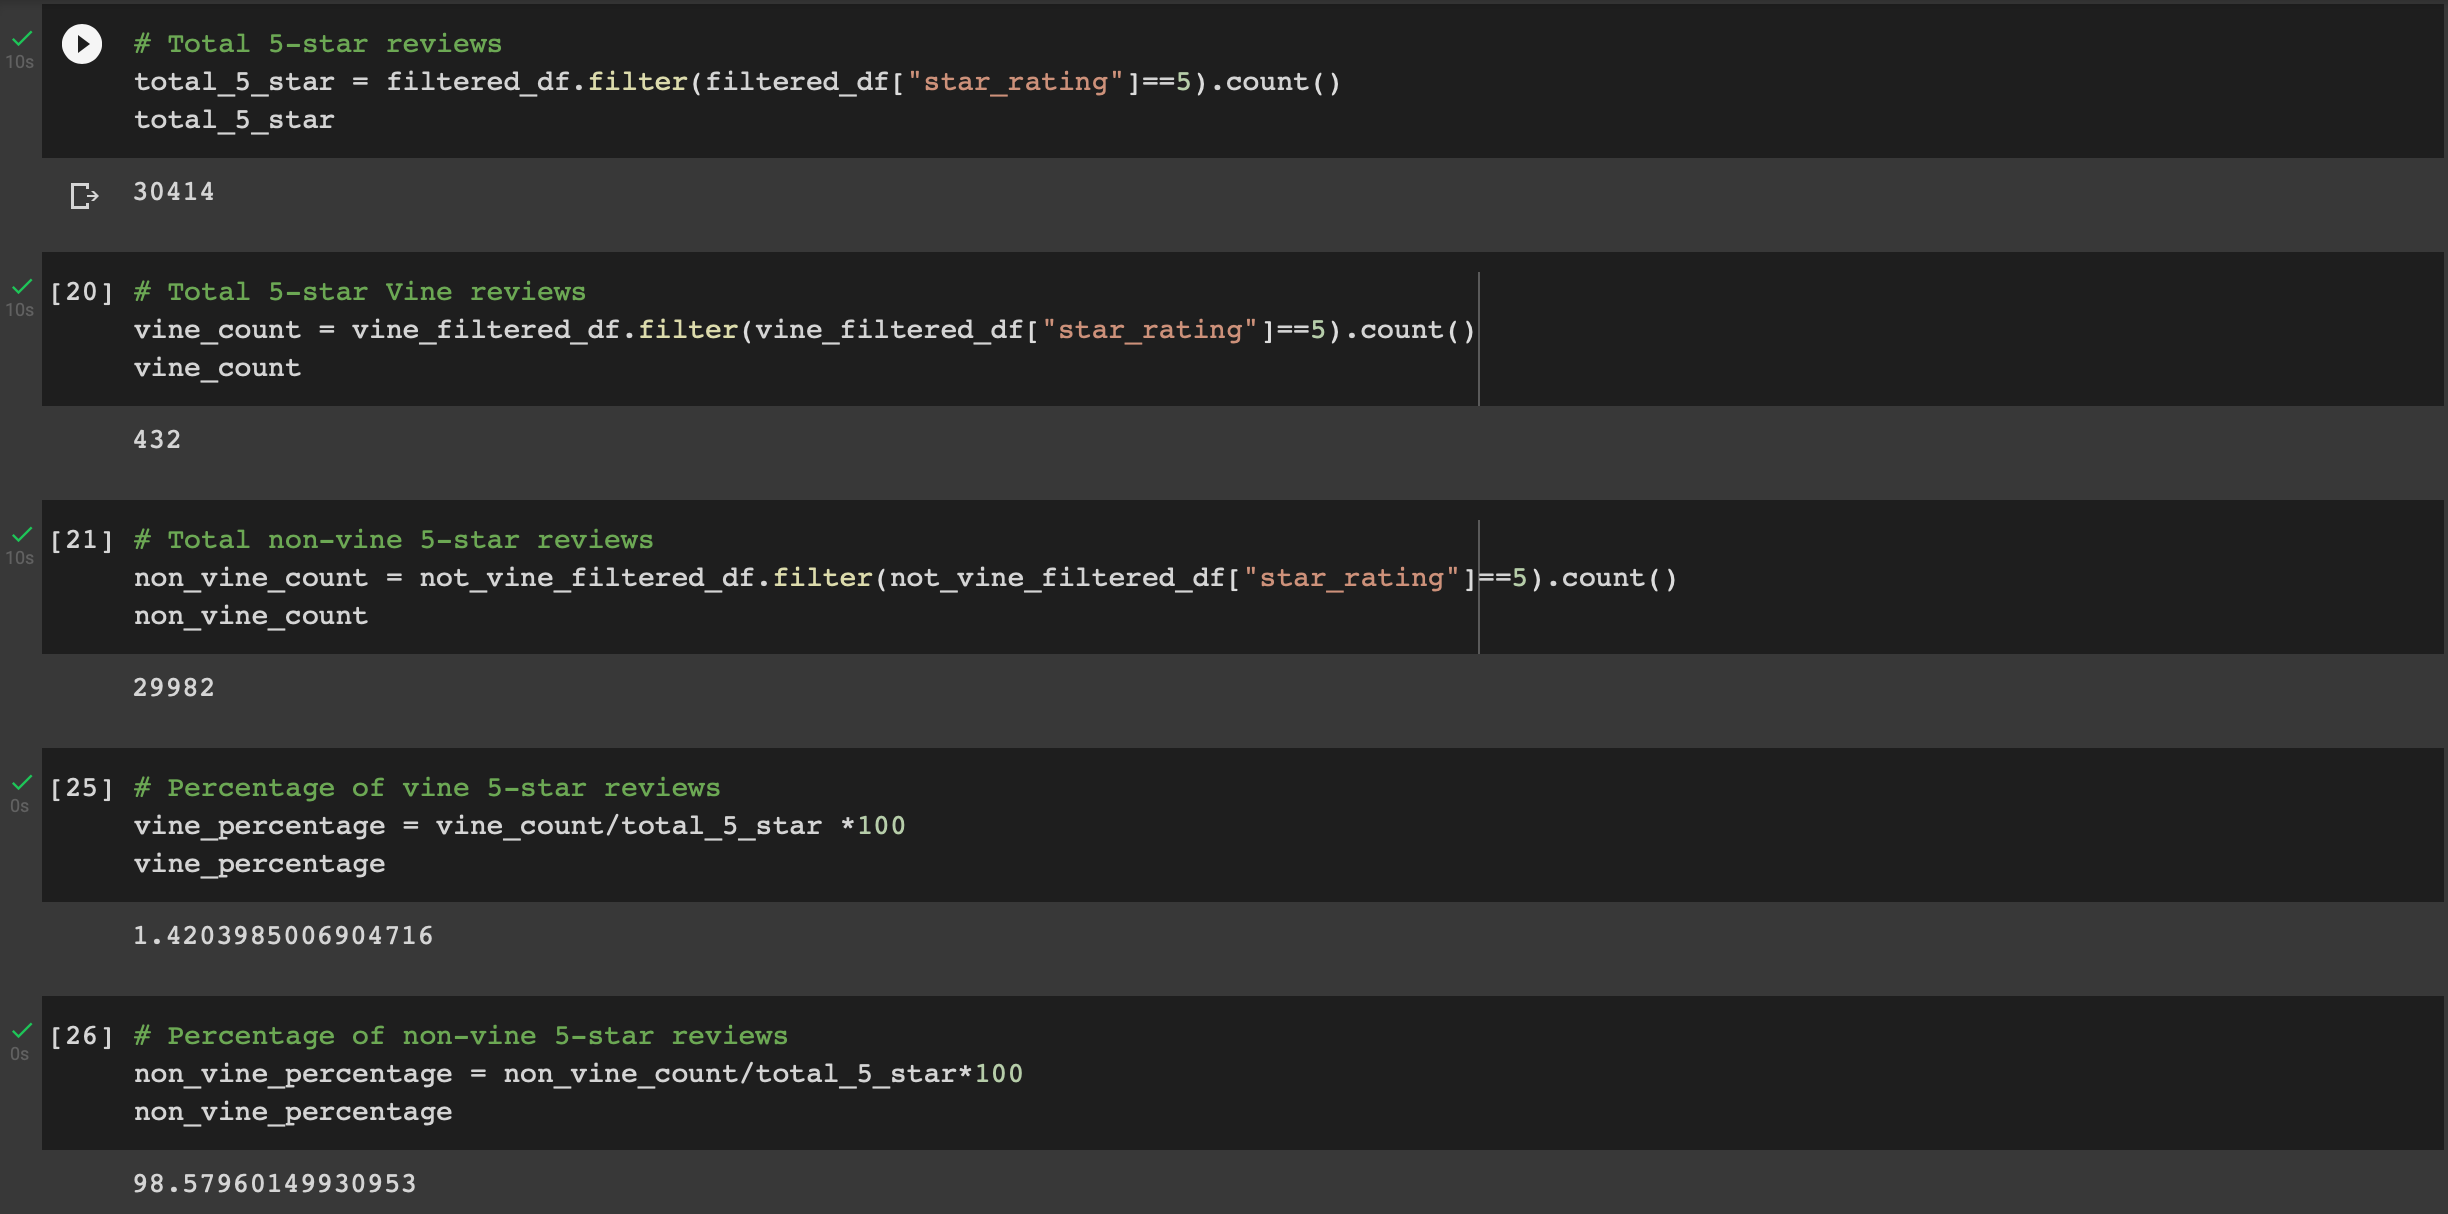 10s
# Total 5-star reviews
total_5_star = filtered_df.filter(filtered_df["star_rating"]==5).count()
total_5_star
30414
10s
[20] # Total 5-star Vine reviews
vine_count = vine_filtered_df.filter(vine_filtered_df["star_rating"]==5).count()
vine_count
432
10s
[21] # Total non-vine 5-star reviews
non_vine_count = not_vine_filtered_df.filter(not_vine_filtered_df["star_rating"]==5).count()
non_vine_count
29982
0s
[25] # Percentage of vine 5-star reviews
vine_percentage = vine_count/total_5_star *100
vine_percentage
1.4203985006904716
0s
[26] # Percentage of non-vine 5-star reviews
non_vine_percentage = non_vine_count/total_5_star*100
non_vine_percentage
98.57960149930953